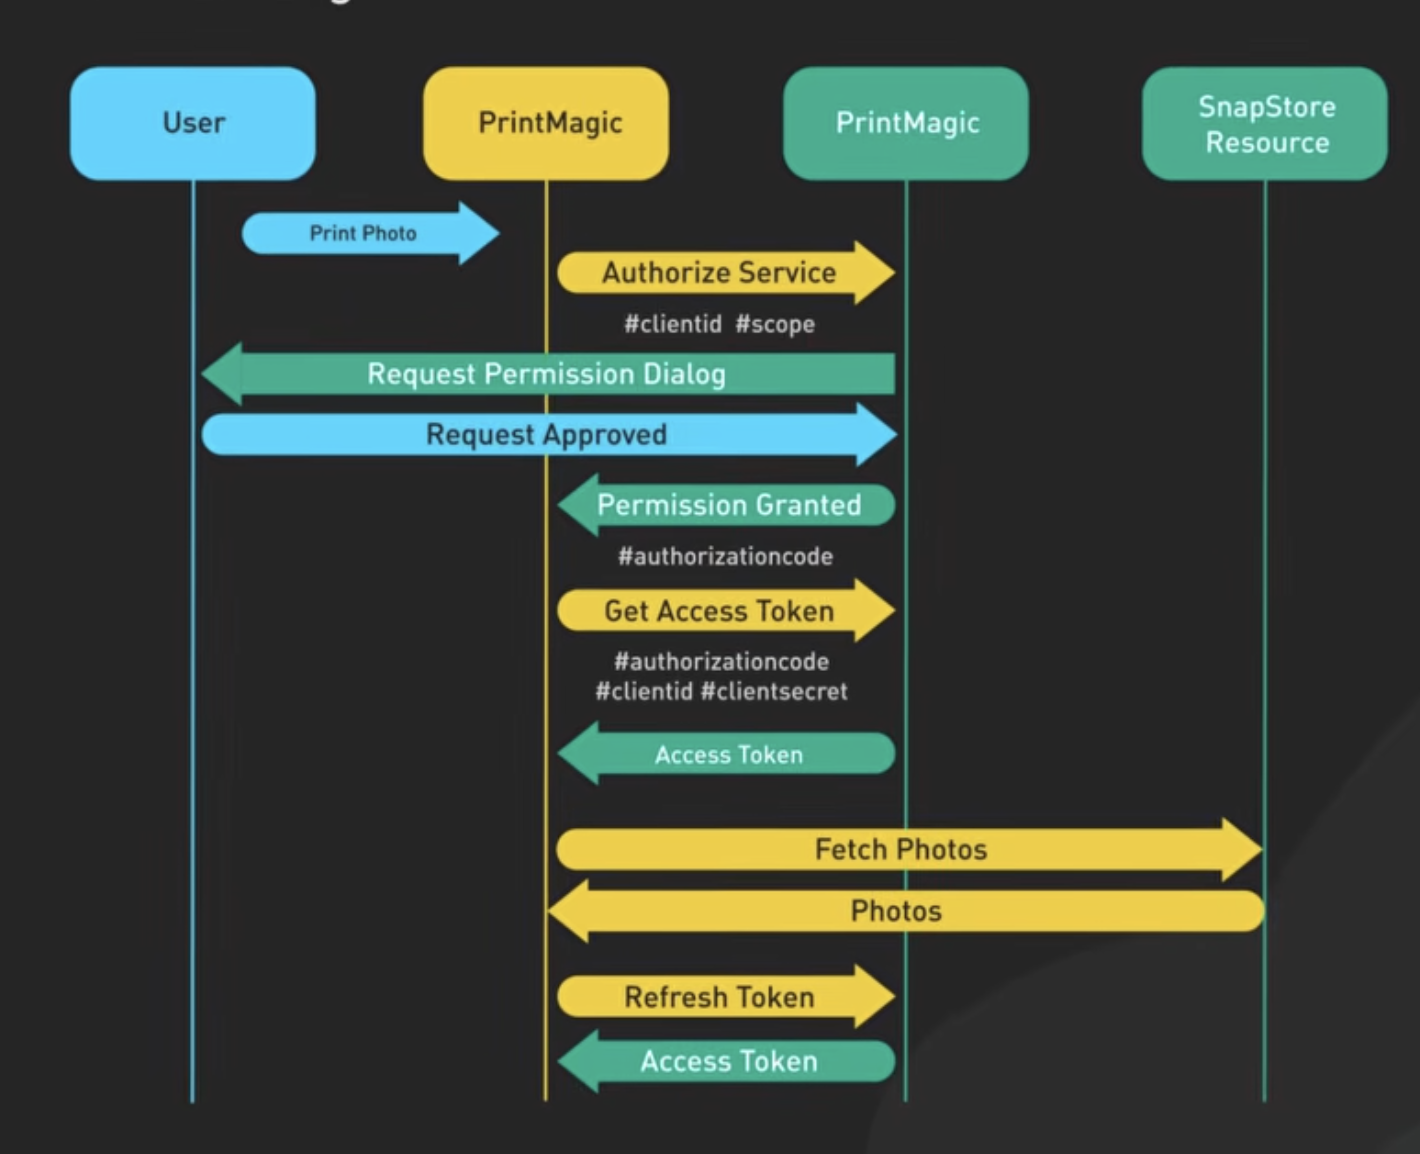 User
PrintMagic
PrintMagic
SnapStore
Resource
Print Photo
Authorize Service
#clientid #scope
Request Permission Dialog
Request Approved
Permission Granted
#authorizationcode
Get Access Token
#authorizationcode
#clientid #clientsecret
Access Token
Fetch Photos
Photos
Refresh Token
Access Token